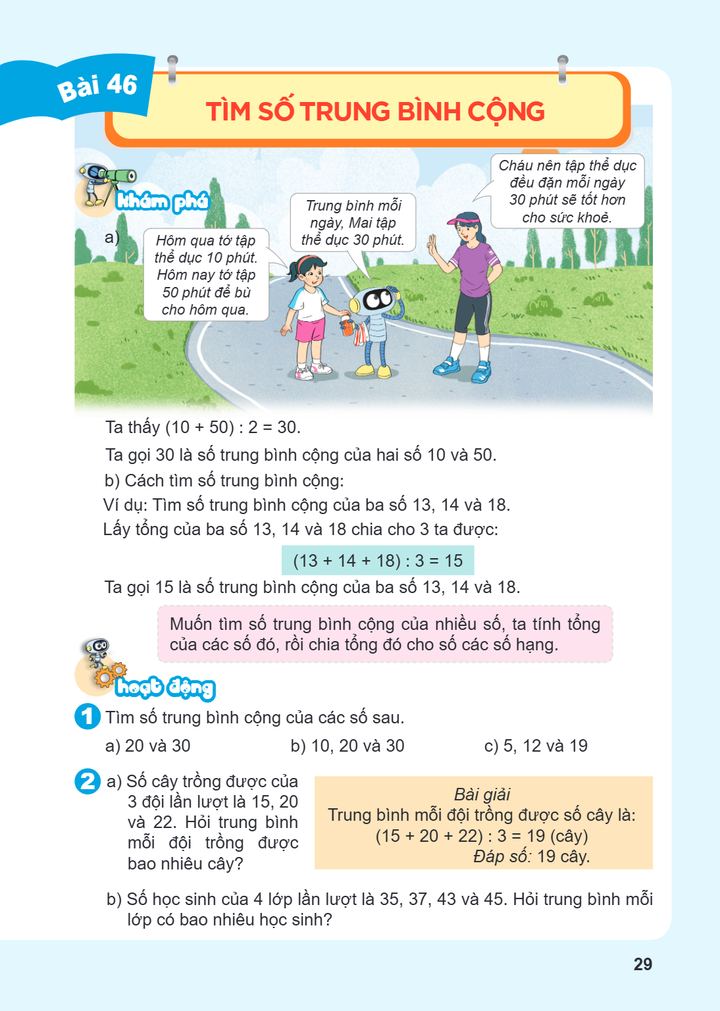 Bài 46
TÌM SỐ TRUNG BÌNH CỘNG
Khám phá
a)
Hôm qua tớ tập
thể dục 10 phút.
Hôm nay tớ tập
50 phút để bù
cho hôm qua.
Trung bình mỗi
ngày, Mai tập
thể dục 30 phút.
Cháu nên tập thể dục
đều đặn mỗi ngày
30 phút sẽ tốt hơn
cho sức khoẻ.
Ta thấy (10 + 50) : 2 = 30.
Ta gọi 30 là số trung bình cộng của hai số 10 và 50.
b) Cách tìm số trung bình cộng:
Ví dụ: Tìm số trung bình cộng của ba số 13, 14 và 18.
Lấy tổng của ba số 13, 14 và 18 chia cho 3 ta được:
(13 + 14 + 18) : 3 = 15
Ta gọi 15 là số trung bình cộng của ba số 13, 14 và 18.
Muốn tìm số trung bình cộng của nhiều số, ta tính tổng
của các số đó, rồi chia tổng đó cho số các số hạng.
hoạt động
1 Tìm số trung bình cộng của các số sau.
a) 20 và 30 b) 10, 20 và 30 c) 5, 12 và 19
2 a) Số cây trồng được của
3 đội lần lượt là 15, 20
và 22. Hỏi trung bình
mỗi đội trồng được
bao nhiêu cây?
Bài giải
Trung bình mỗi đội trồng được số cây là:
(15 + 20 + 22) : 3 = 19 (cây)
Đáp số: 19 cây.
b) Số học sinh của 4 lớp lần lượt là 35, 37, 43 và 45. Hỏi trung bình mỗi
lớp có bao nhiêu học sinh?
29